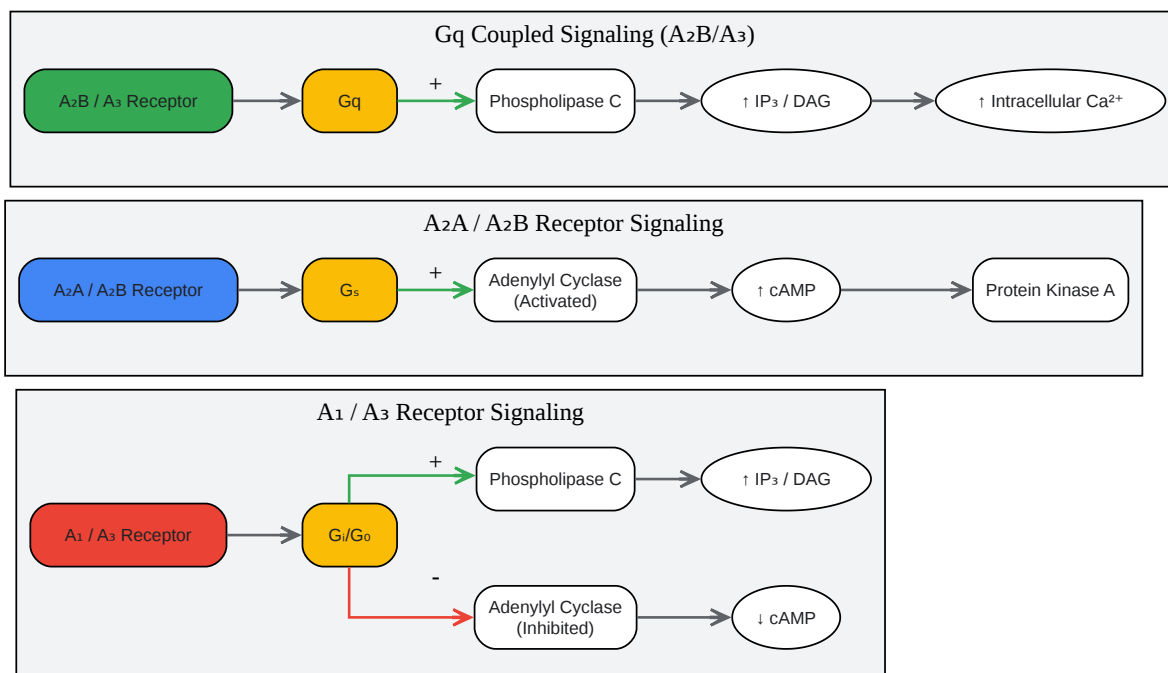 Gq Coupled Signaling (A₂B/A₃)
A₂B / A₃ Receptor
Gq
+
Phospholipase C
↑ IP₃ / DAG
↑ Intracellular Ca²⁺
A₂A / A₂B Receptor Signaling
A₂A / A₂B Receptor
Gₛ
+
Adenylyl Cyclase
(Activated)
↑ cAMP
Protein Kinase A
A₁ / A₃ Receptor Signaling
A₁ / A₃ Receptor
Gᵢ/G₀
+
Phospholipase C
↑ IP₃ / DAG
-
Adenylyl Cyclase
(Inhibited)
↓ cAMP